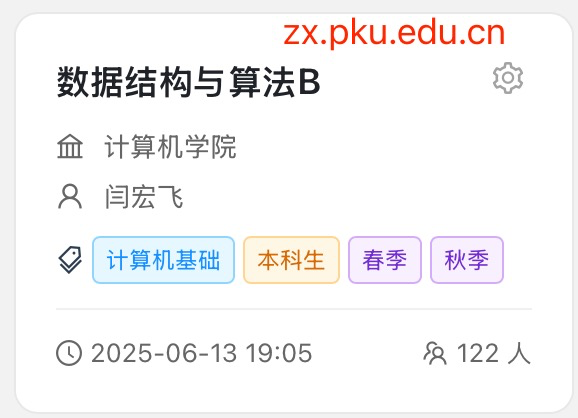 zx.pku.edu.cn
数据结构与算法B
计算机学院
闫宏飞
计算机基础 本科生 春季 秋季
2025-06-13 19:05 122 人